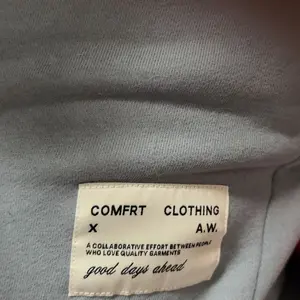 COMFRT CLOTHING
X A.W.
A COLLABORATIVE EFFORT BETWEEN PEOPLE
WHO LOVE QUALITY GARMENTS
good days ahead